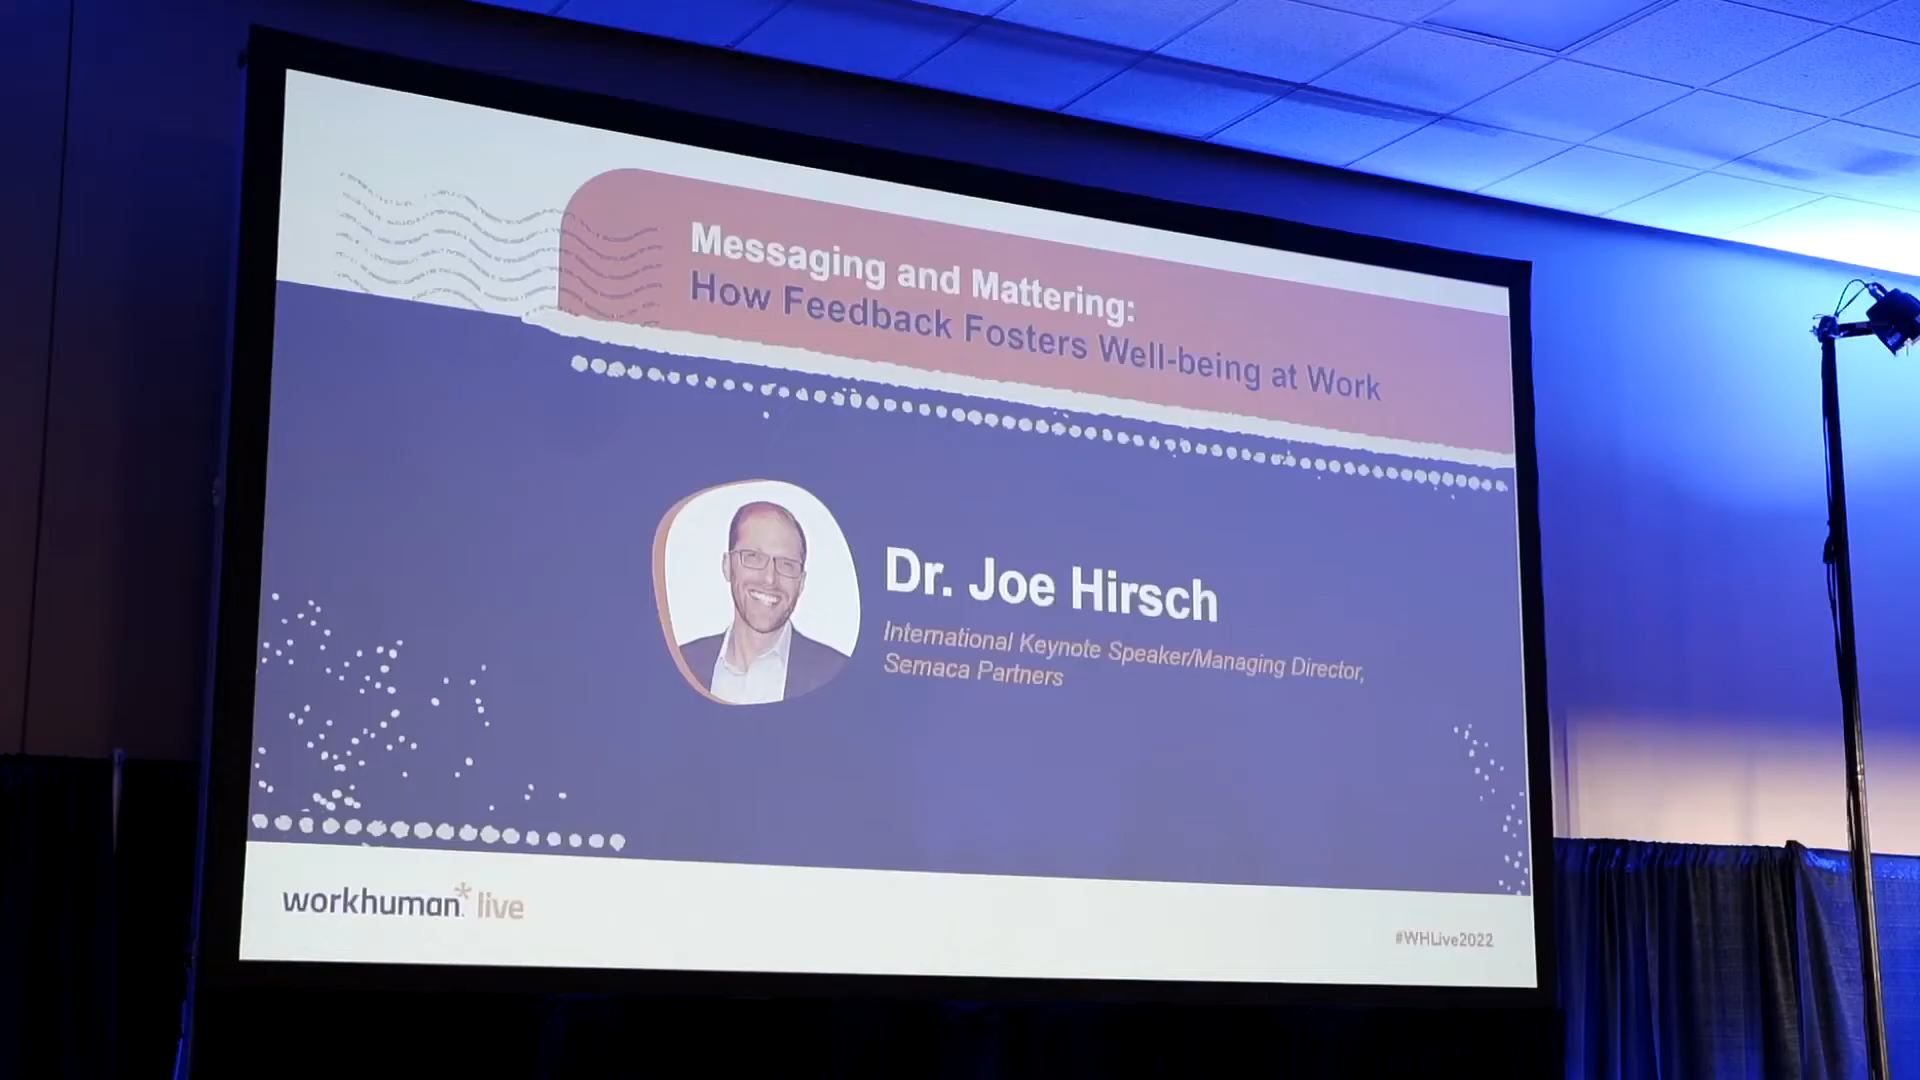 Messaging and Mattering:
How Feedback Fosters Well-being at Work
Dr. Joe Hirsch
International Keynote Speaker/Managing Director,
Semaca Partners
workhuman* live
#WHLive2022